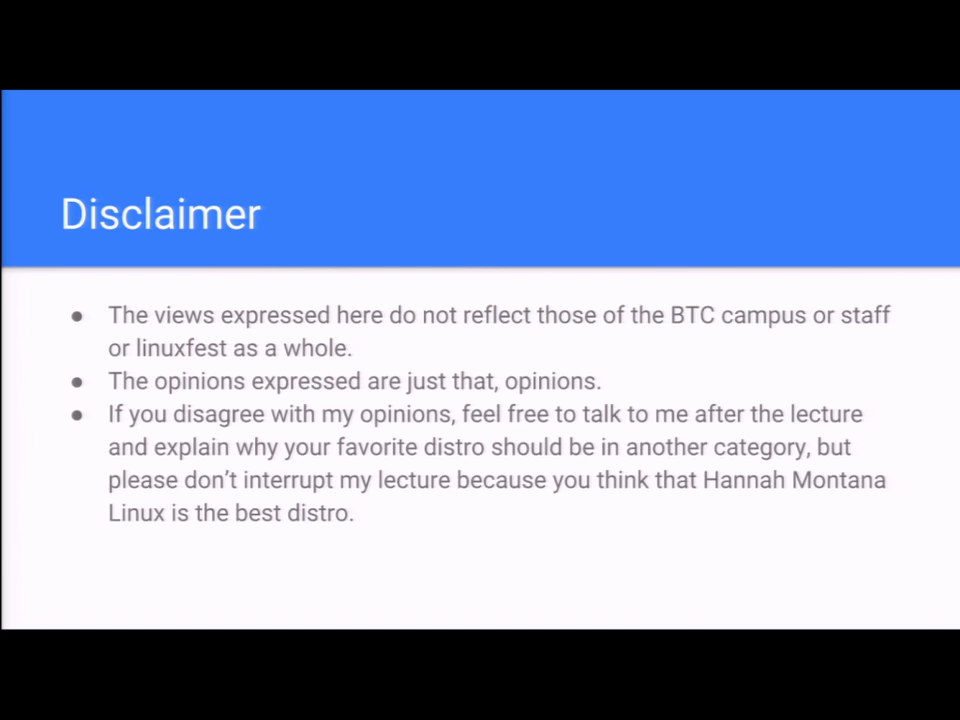 Disclaimer
● The views expressed here do not reflect those of the BTC campus or staff
or linuxfest as a whole.
● The opinions expressed are just that, opinions.
● If you disagree with my opinions, feel free to talk to me after the lecture
and explain why your favorite distro should be in another category, but
please don’t interrupt my lecture because you think that Hannah Montana
Linux is the best distro.